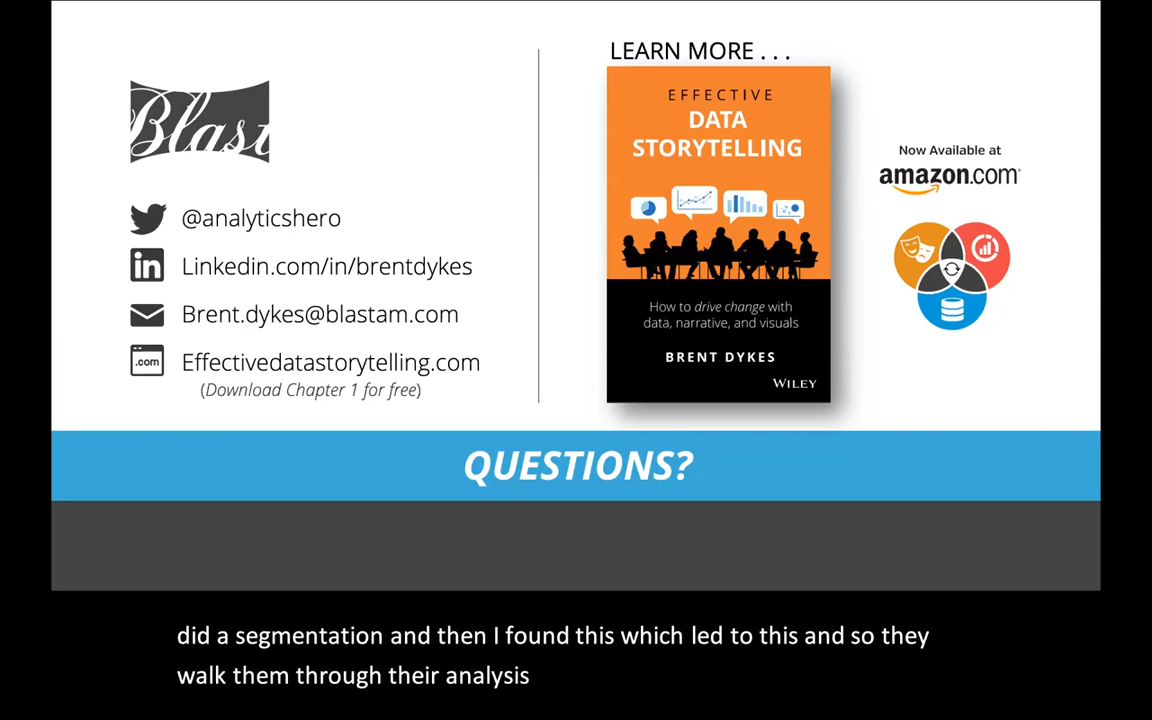 Blast
@analyticshero
Linkedin.com/in/brentdykes
Brent.dykes@blastam.com
.com
Effectivedatastorytelling.com
(Download Chapter 1 for free)
LEARN MORE . . .
EFFECTIVE
DATA
STORYTELLING
How to drive change with
data, narrative, and visuals
BRENT DYKES
WILEY
Now Available at
amazon.com
QUESTIONS?
did a segmentation and then I found this which led to this and so they
walk them through their analysis